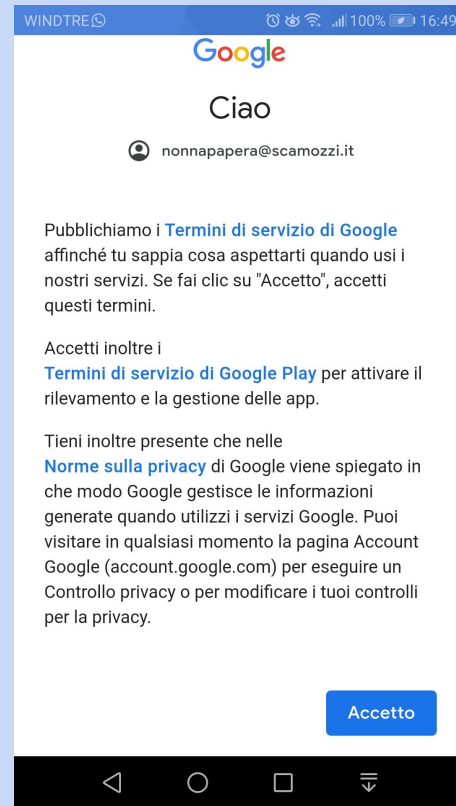 WINDTRE 100% 16:49
Google
Ciao
nonnapapera@scamozzi.it
Pubblichiamo i Termini di servizio di Google
affinché tu sappia cosa aspettarti quando usi i
nostri servizi. Se fai clic su "Accetto", accetti
questi termini.
Accetti inoltre i
Termini di servizio di Google Play per attivare il
rilevamento e la gestione delle app.
Tieni inoltre presente che nelle
Norme sulla privacy di Google viene spiegato in
che modo Google gestisce le informazioni
generate quando utilizzi i servizi Google. Puoi
visitare in qualsiasi momento la pagina Account
Google (account.google.com) per eseguire un
Controllo privacy o per modificare i tuoi controlli
per la privacy.
Accetto